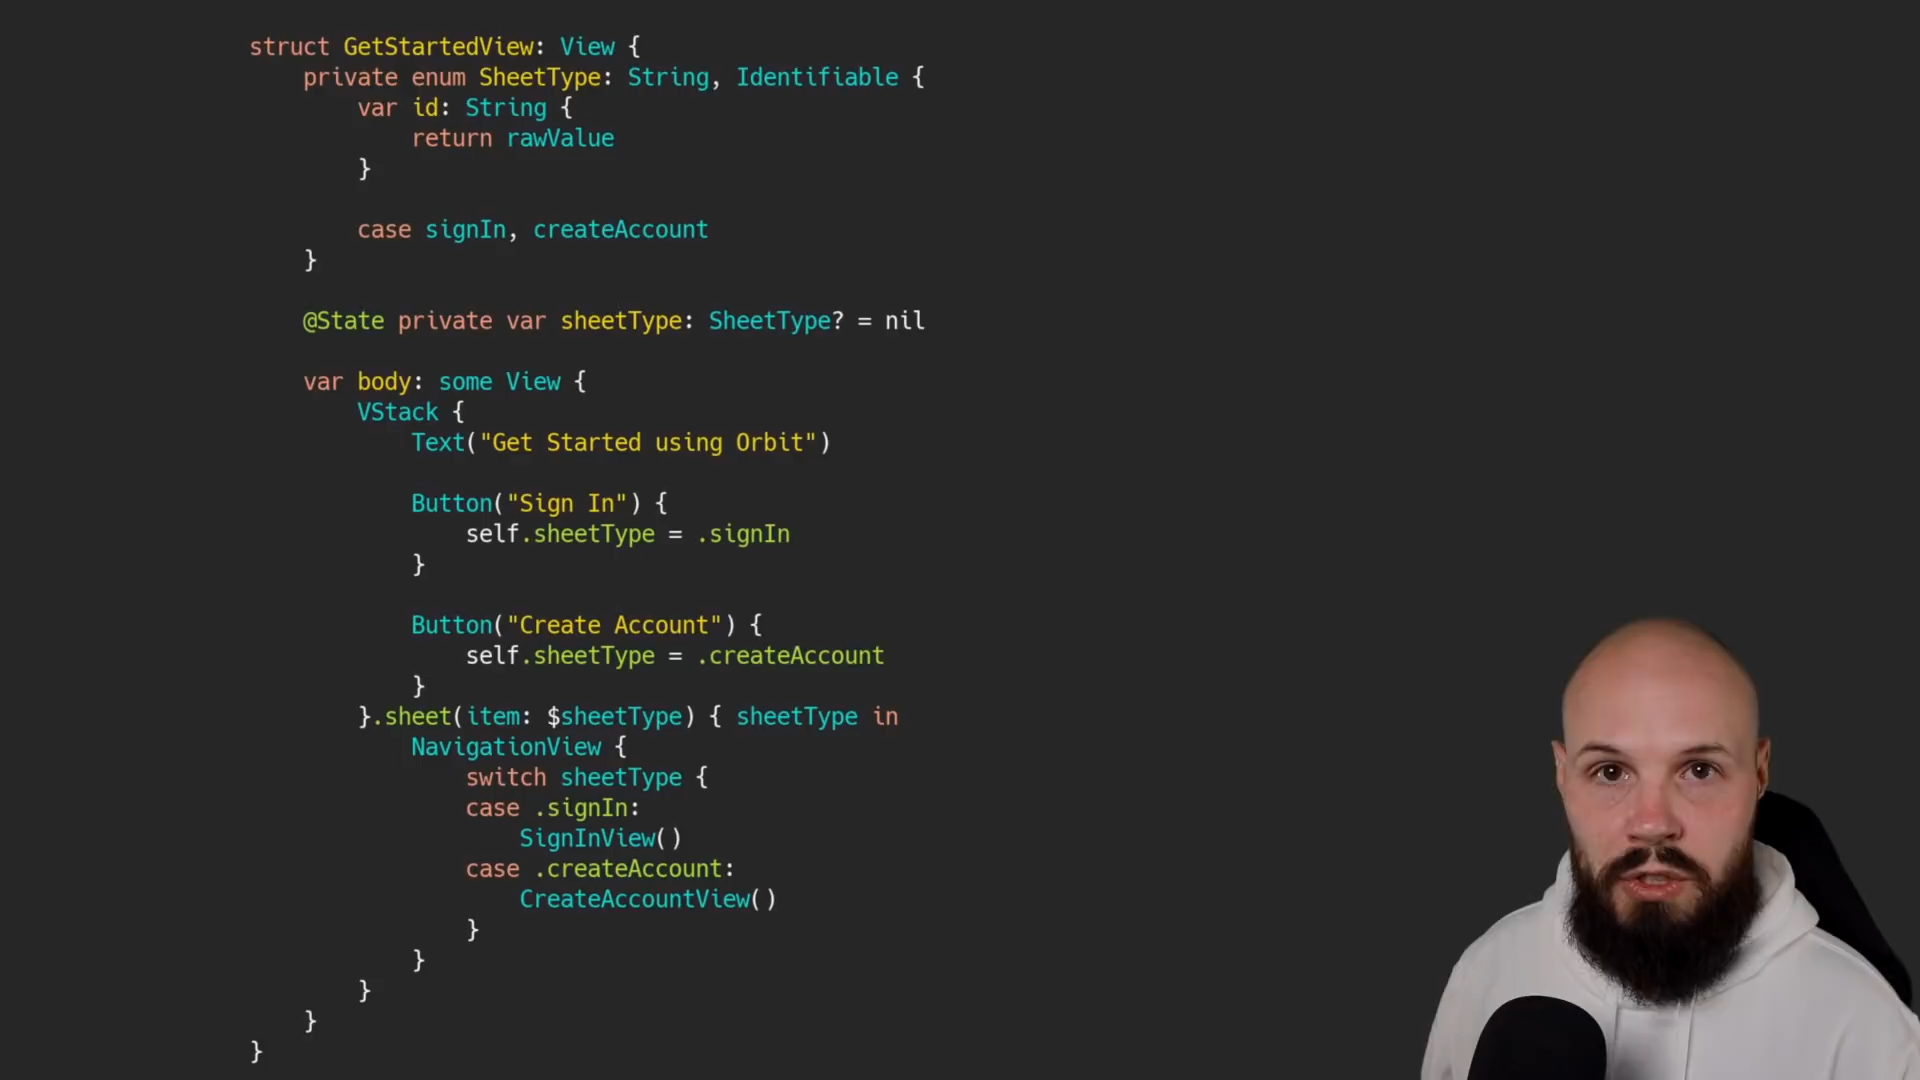 struct GetStartedView: View {
private enum SheetType: String, Identifiable {
var id: String {
return rawValue
}
case signIn, createAccount
}
@State private var sheetType: SheetType? = nil
var body: some View {
VStack {
Text("Get Started using Orbit")
Button("Sign In") {
self.sheetType = .signIn
}
Button("Create Account") {
self.sheetType = .createAccount
}
}.sheet(item: $sheetType) { sheetType in
NavigationView {
switch sheetType {
case .signIn:
SignInView()
case .createAccount:
CreateAccountView()
}
}
}
}
}